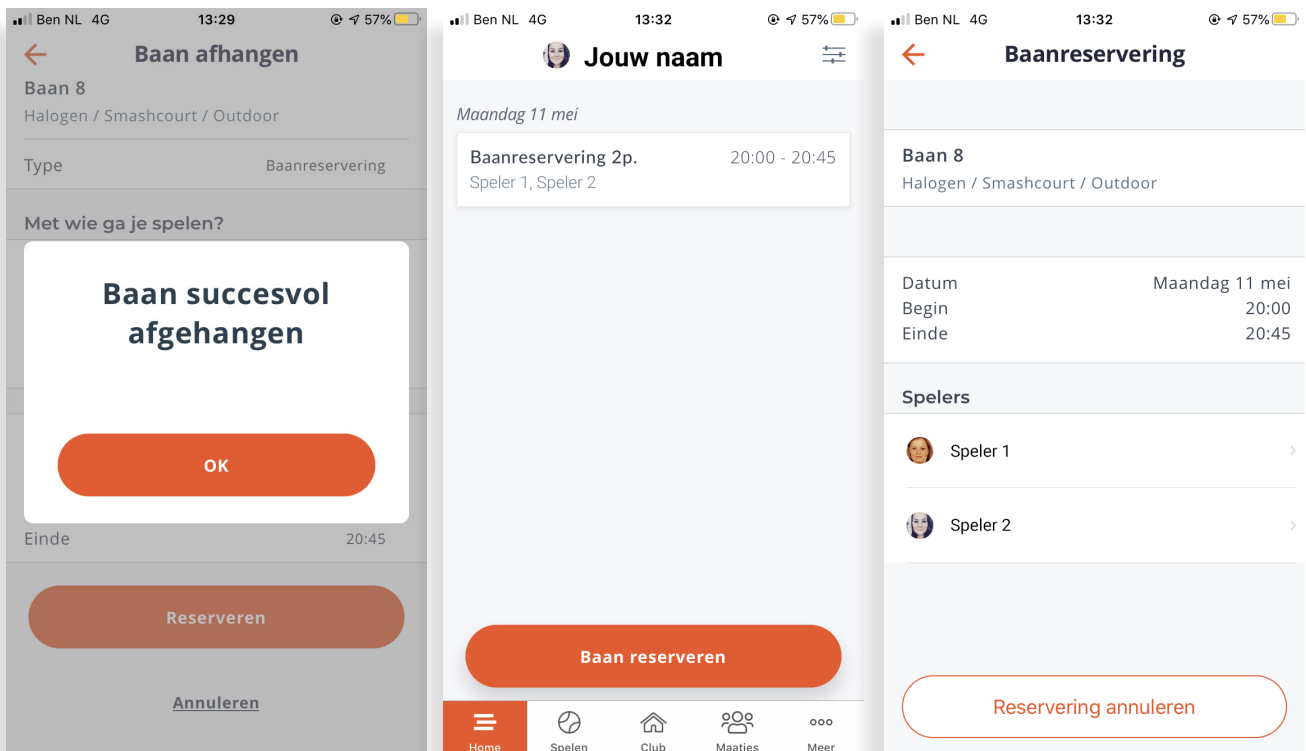 Ben NL 4G 13:29 57%
Baan afhangen
Baan 8
Halogen / Smashcourt / Outdoor
Type Baanreservering
Met wie ga je spelen?
Baan succesvol
afgehangen
OK
Einde 20:45
Reserveren
Annuleren
Ben NL 4G 13:32 57%
Jouw naam
Maandag 11 mei
Baanreservering 2p. 20:00 - 20:45
Speler 1, Speler 2
Baan reserveren
Home Spelen Club Maatjes Meer
Ben NL 4G 13:32 57%
Baanreservering
Baan 8
Halogen / Smashcourt / Outdoor
Datum Maandag 11 mei
Begin 20:00
Einde 20:45
Spelers
Speler 1
Speler 2
Reservering annuleren